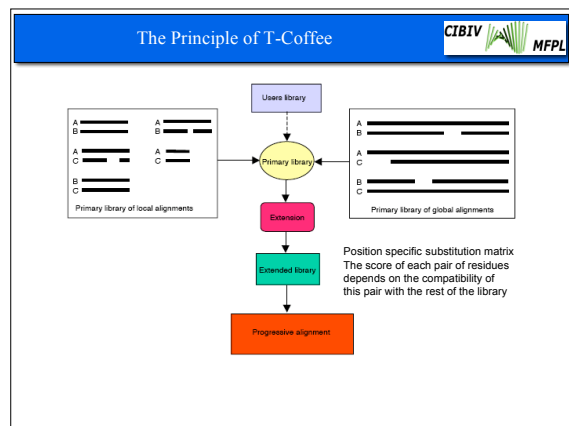 The Principle of T-Coffee
CIBIV
MFPL
Users library
A
B
A
B
A
C
A
C
B
C
Primary library of local alignments
Primary library
A
B
A
C
B
C
Primary library of global alignments
Extension
Extended library
Position specific substitution matrix
The score of each pair of residues
depends on the compatibility of
this pair with the rest of the library
Progressive alignment